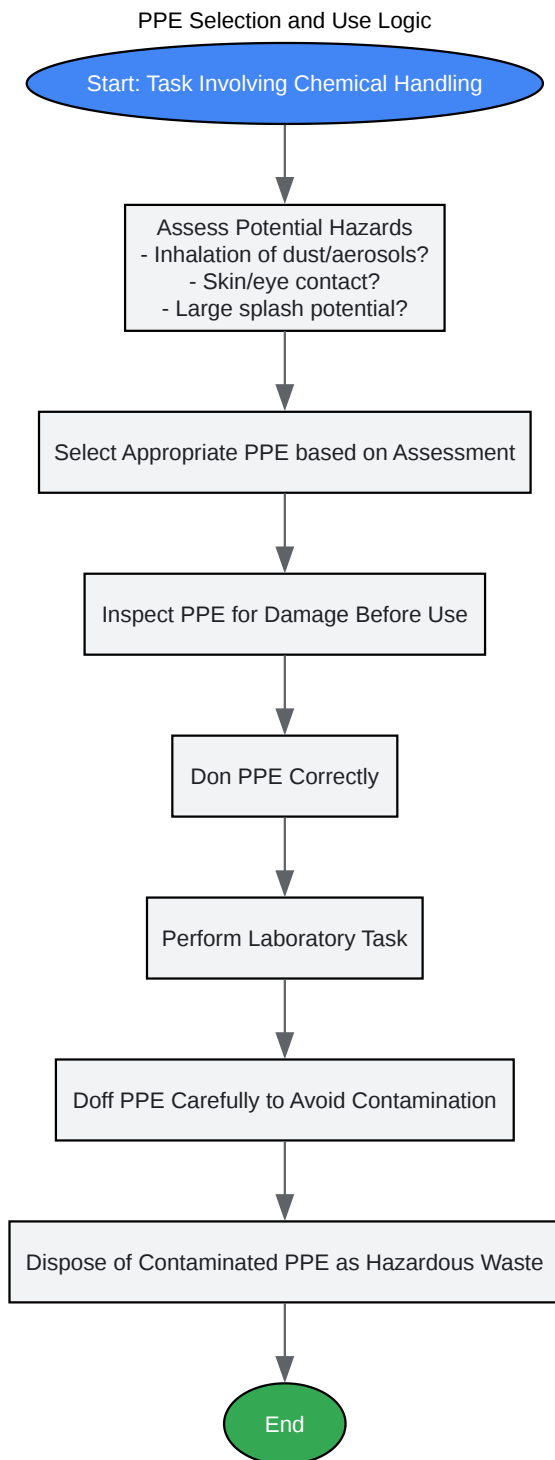 PPE Selection and Use Logic
Start: Task Involving Chemical Handling
Assess Potential Hazards
- Inhalation of dust/aerosols?
- Skin/eye contact?
- Large splash potential?
Select Appropriate PPE based on Assessment
Inspect PPE for Damage Before Use
Don PPE Correctly
Perform Laboratory Task
Doff PPE Carefully to Avoid Contamination
Dispose of Contaminated PPE as Hazardous Waste
End